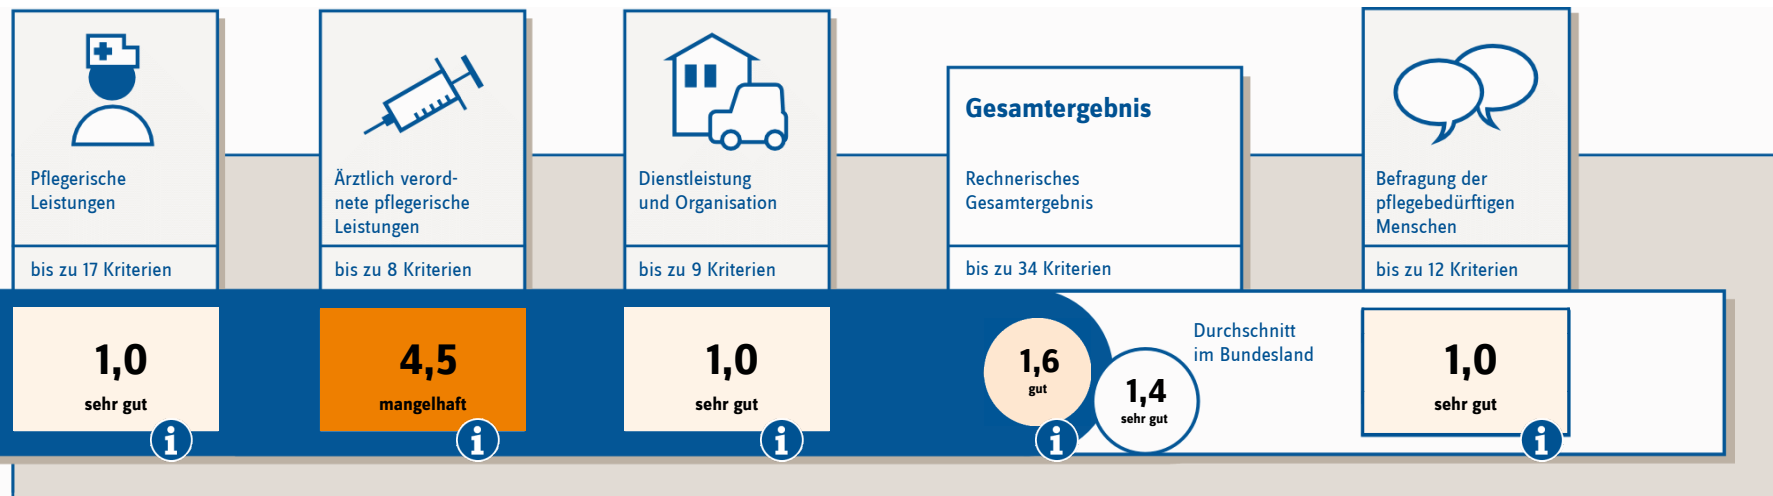 Pflegerische
Leistungen
bis zu 17 Kriterien
1,0
sehr gut
i
Ärztlich verord-
nete pflegerische
Leistungen
bis zu 8 Kriterien
4,5
mangelhaft
i
Dienstleistung
und Organisation
bis zu 9 Kriterien
1,0
sehr gut
i
Gesamtergebnis
Rechnerisches
Gesamtergebnis
bis zu 34 Kriterien
1,6
gut
i
Durchschnitt
im Bundesland
1,4
sehr gut
Befragung der
pflegebedürftigen
Menschen
bis zu 12 Kriterien
1,0
sehr gut
i